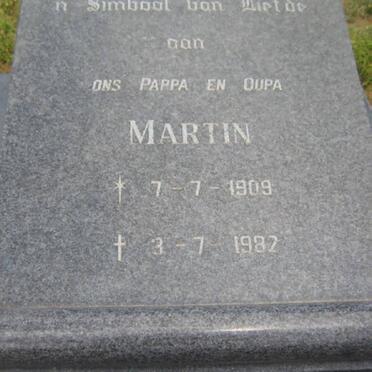 'n Simbool van Liefde
aan
ONS PAPPA EN OUPA
MARTIN
* 7-7-1909
† 3-7-1982